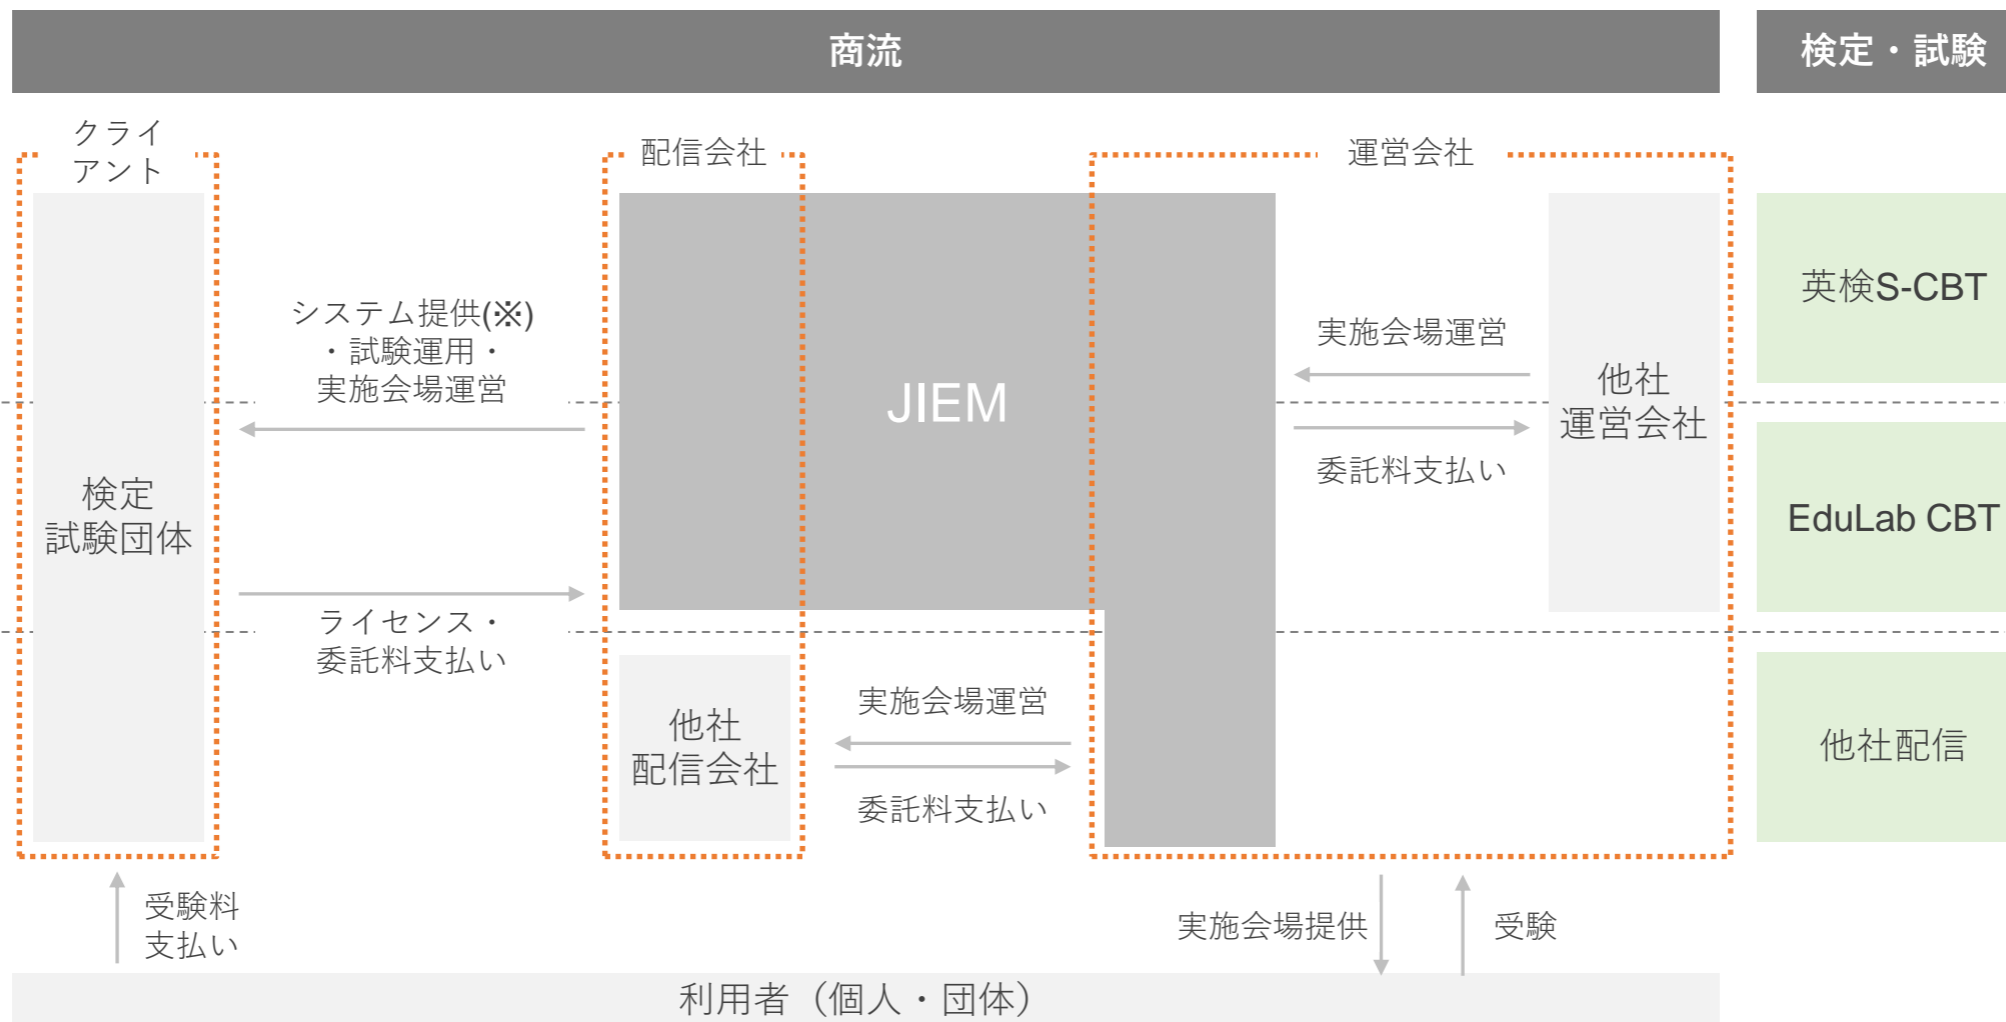 商流
検定・試験
クライ
アント
配信会社
運営会社
システム提供(※)
・試験運用・
実施会場運営
JIEM
実施会場運営
他社
運営会社
委託料支払い
英検S-CBT
検定
試験団体
EduLab CBT
ライセンス・
委託料支払い
他社
配信会社
実施会場運営
委託料支払い
他社配信
受験料
支払い
実施会場提供
受験
利用者（個人・団体）